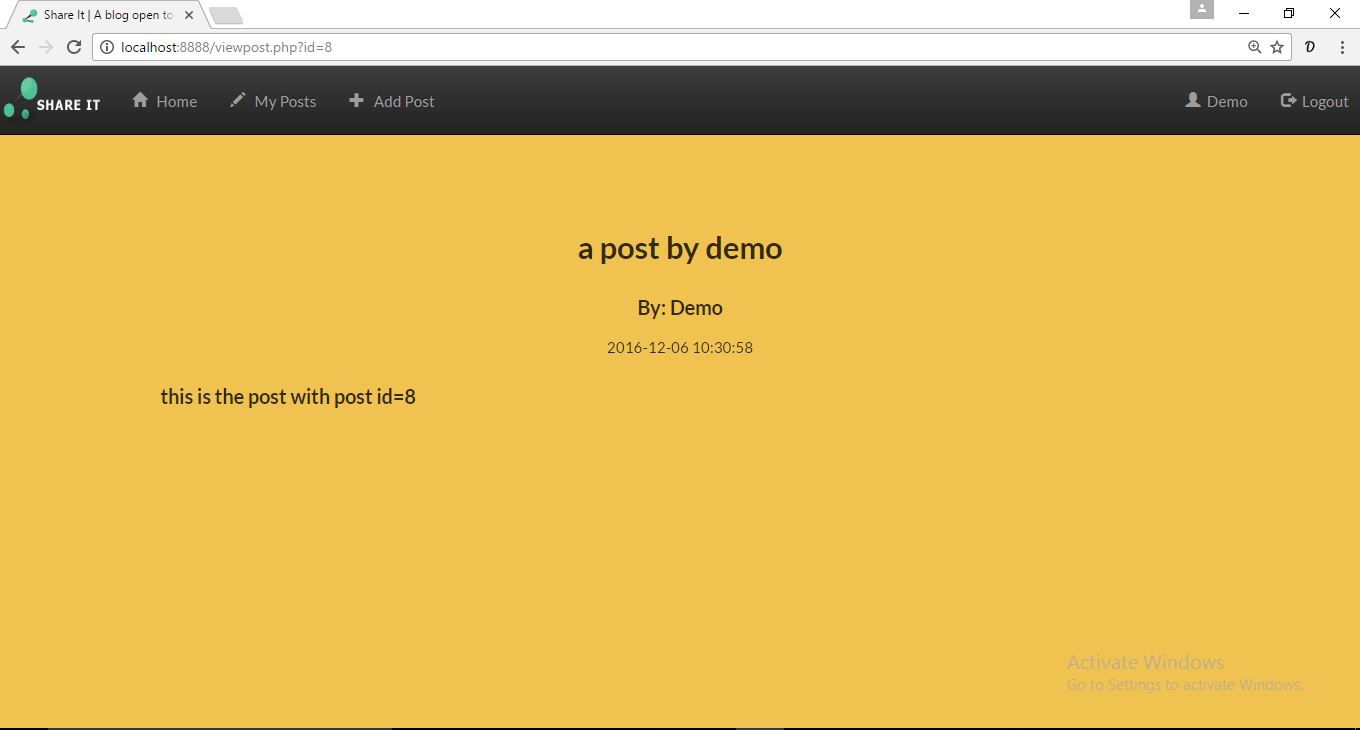 Share It | A blog open to
localhost:8888/viewpost.php?id=8
SHARE IT
Home
My Posts
Add Post
Demo
Logout
a post by demo
By: Demo
2016-12-06 10:30:58
this is the post with post id=8
Activate Windows
Go to Settings to activate Windows.